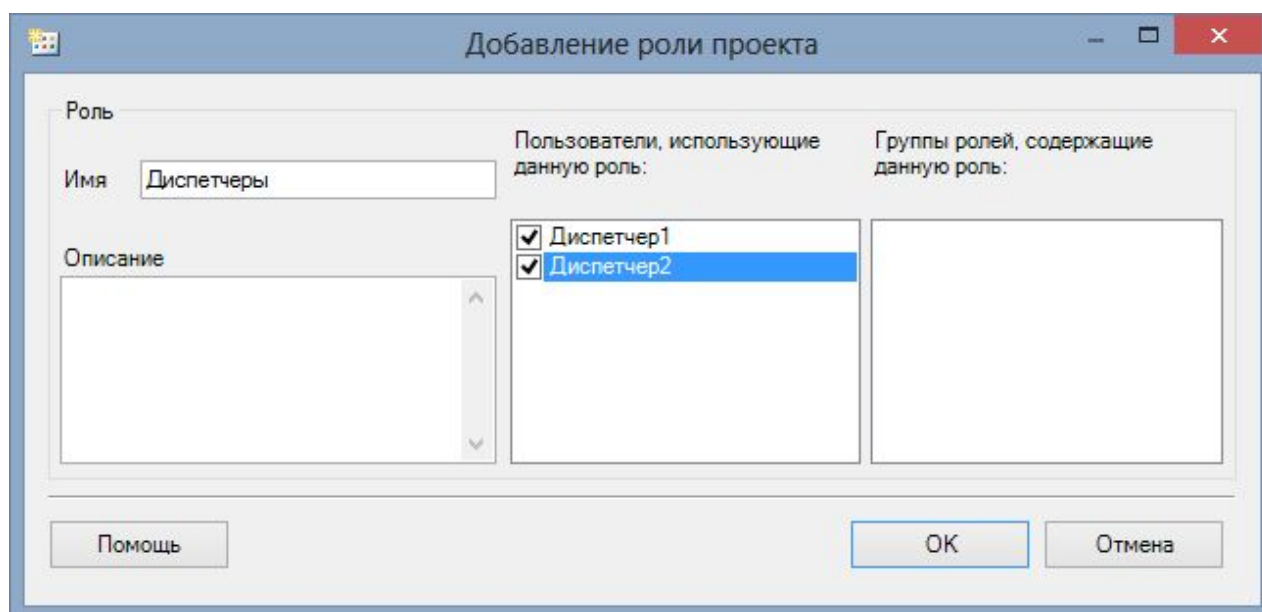 Добавление роли проекта
Роль
Имя
Диспетчеры
Описание
Пользователи, использующие
данную роль:
Диспетчер1
Диспетчер2
Группы ролей, содержащие
данную роль:
Помощь
OK
Отмена